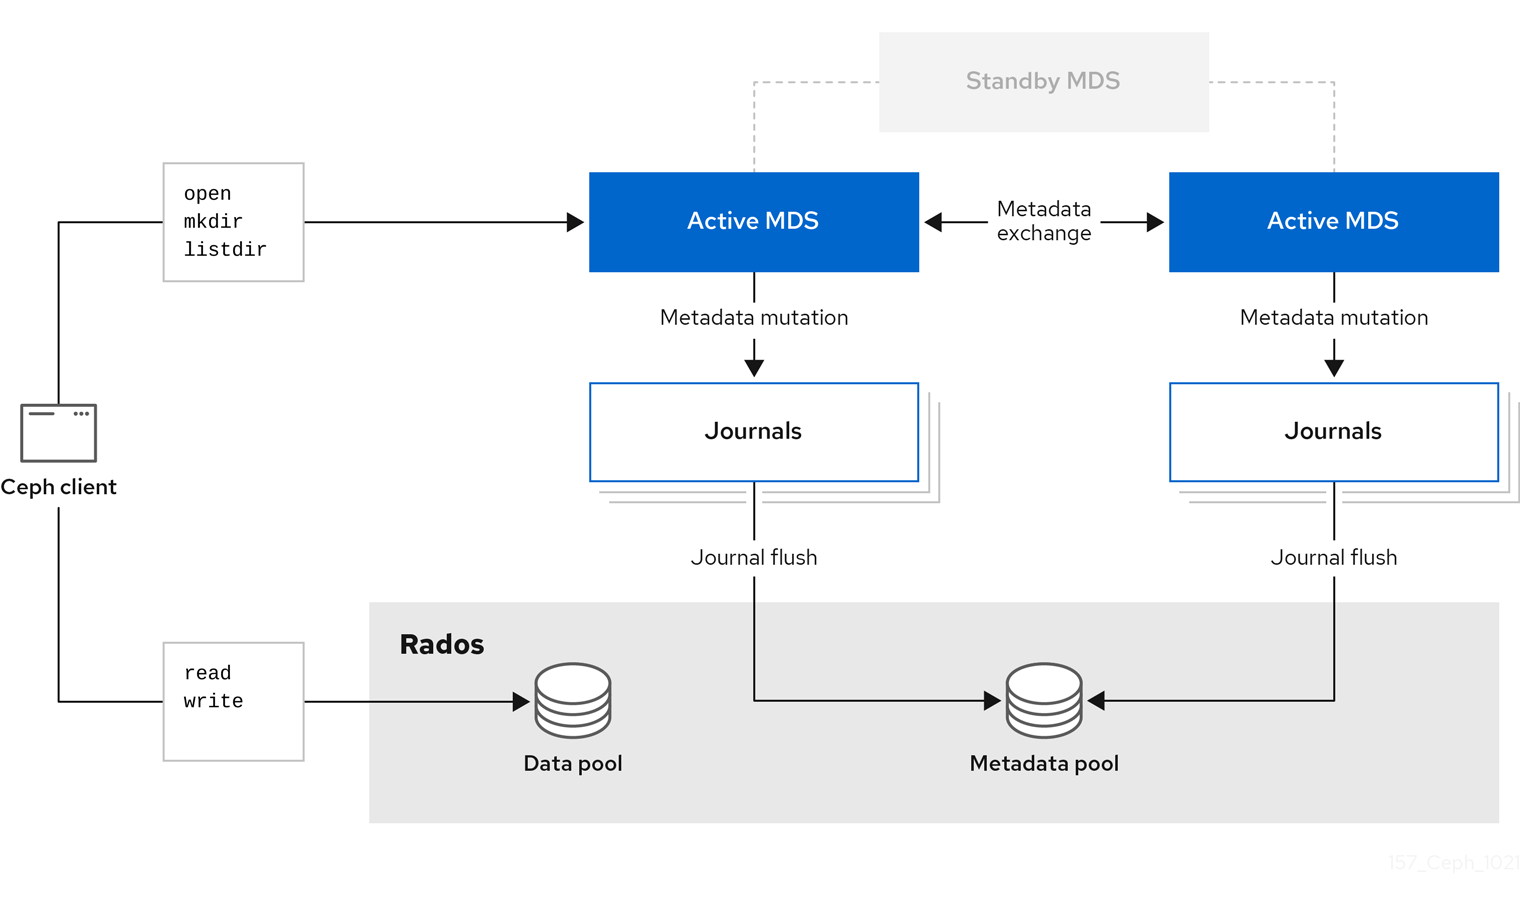 Standby MDS
open
mkdir
listdir
Active MDS
Metadata
exchange
Active MDS
Metadata mutation
Metadata mutation
Journals
Journals
Ceph client
Journal flush
Journal flush
Rados
read
write
Data pool
Metadata pool
157_Ceph_1021